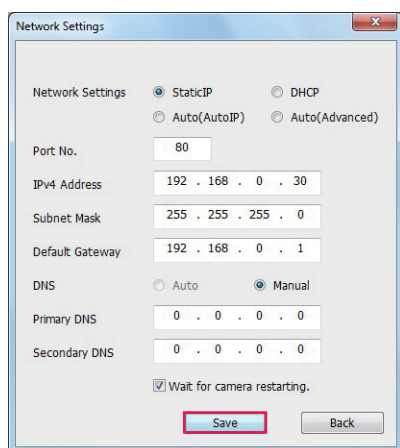 Network Settings
Network Settings StaticIP DHCP
Auto(AutoIP) Auto(Advanced)
Port No. 80
IPv4 Address 192 . 168 . 0 . 30
Subnet Mask 255 . 255 . 255 . 0
Default Gateway 192 . 168 . 0 . 1
DNS Auto Manual
Primary DNS 0 . 0 . 0 . 0
Secondary DNS 0 . 0 . 0 . 0
Wait for camera restarting.
Save Back